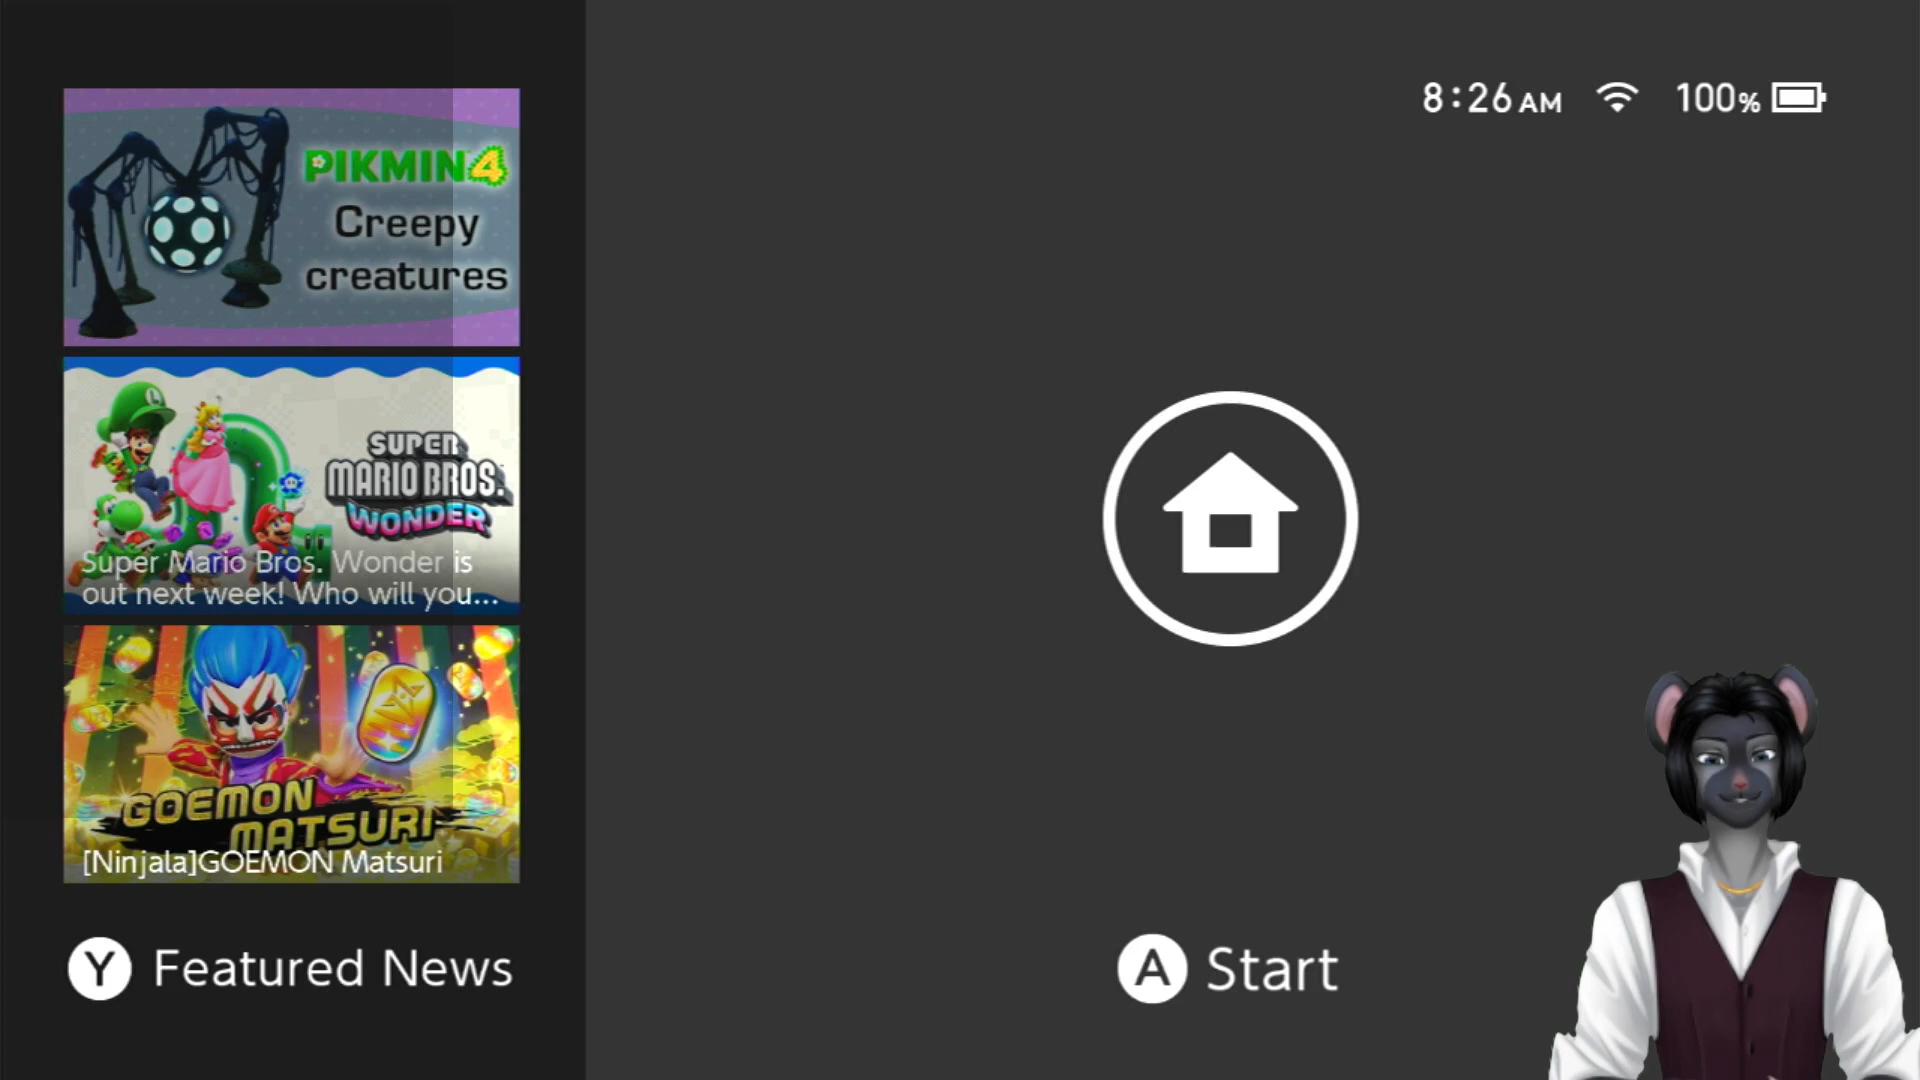 8:26 AM 100%
PIKMIN 4
Creepy
creatures
SUPER
MARIO BROS.
WONDER
Super Mario Bros. Wonder is
out next week! Who will you...
GOEMON
MATSURI
[Ninjala]GOEMON Matsuri
Y Featured News
A Start